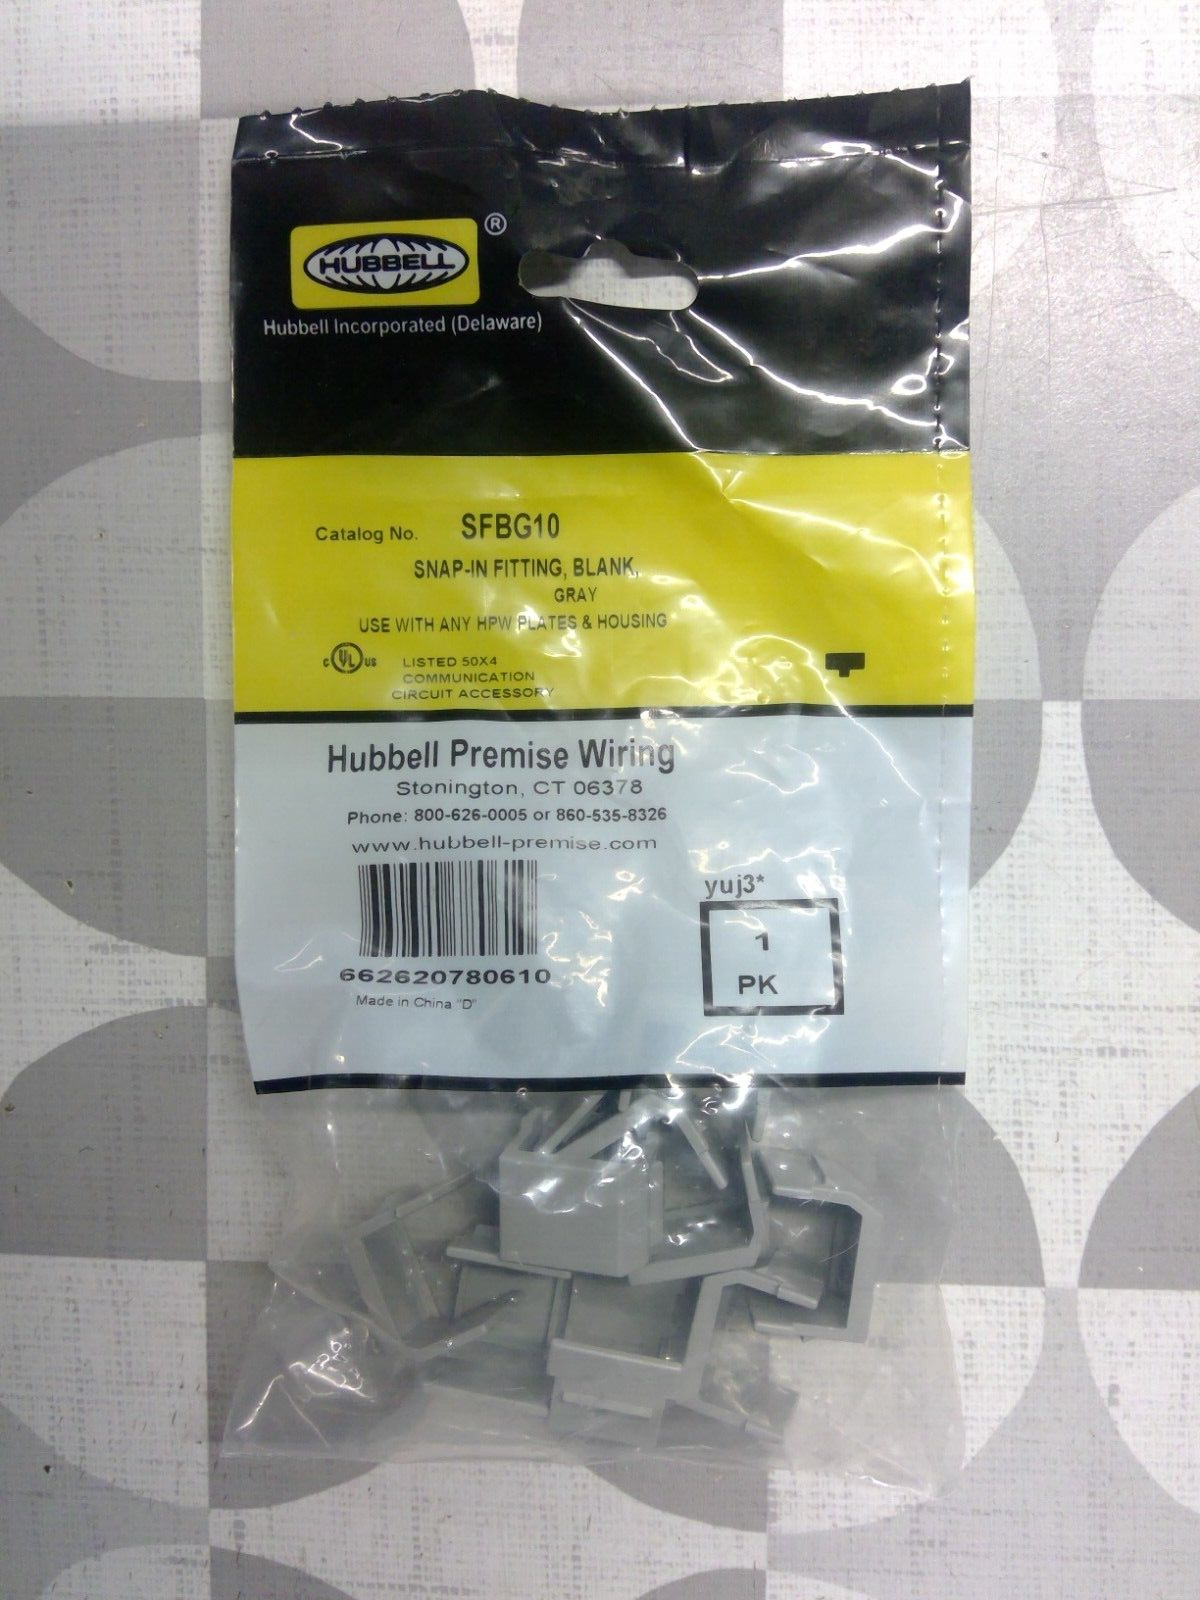 HUBBELL
®
Hubbell Incorporated (Delaware)
Catalog No. SFBG10
SNAP-IN FITTING, BLANK,
GRAY
USE WITH ANY HPW PLATES & HOUSING
C UL US LISTED 50X4
COMMUNICATION
CIRCUIT ACCESSORY
Hubbell Premise Wiring
Stonington, CT 06378
Phone: 800-626-0005 or 860-535-8326
www.hubbell-premise.com
yuj3*
1
PK
662620780610
Made in China "D"